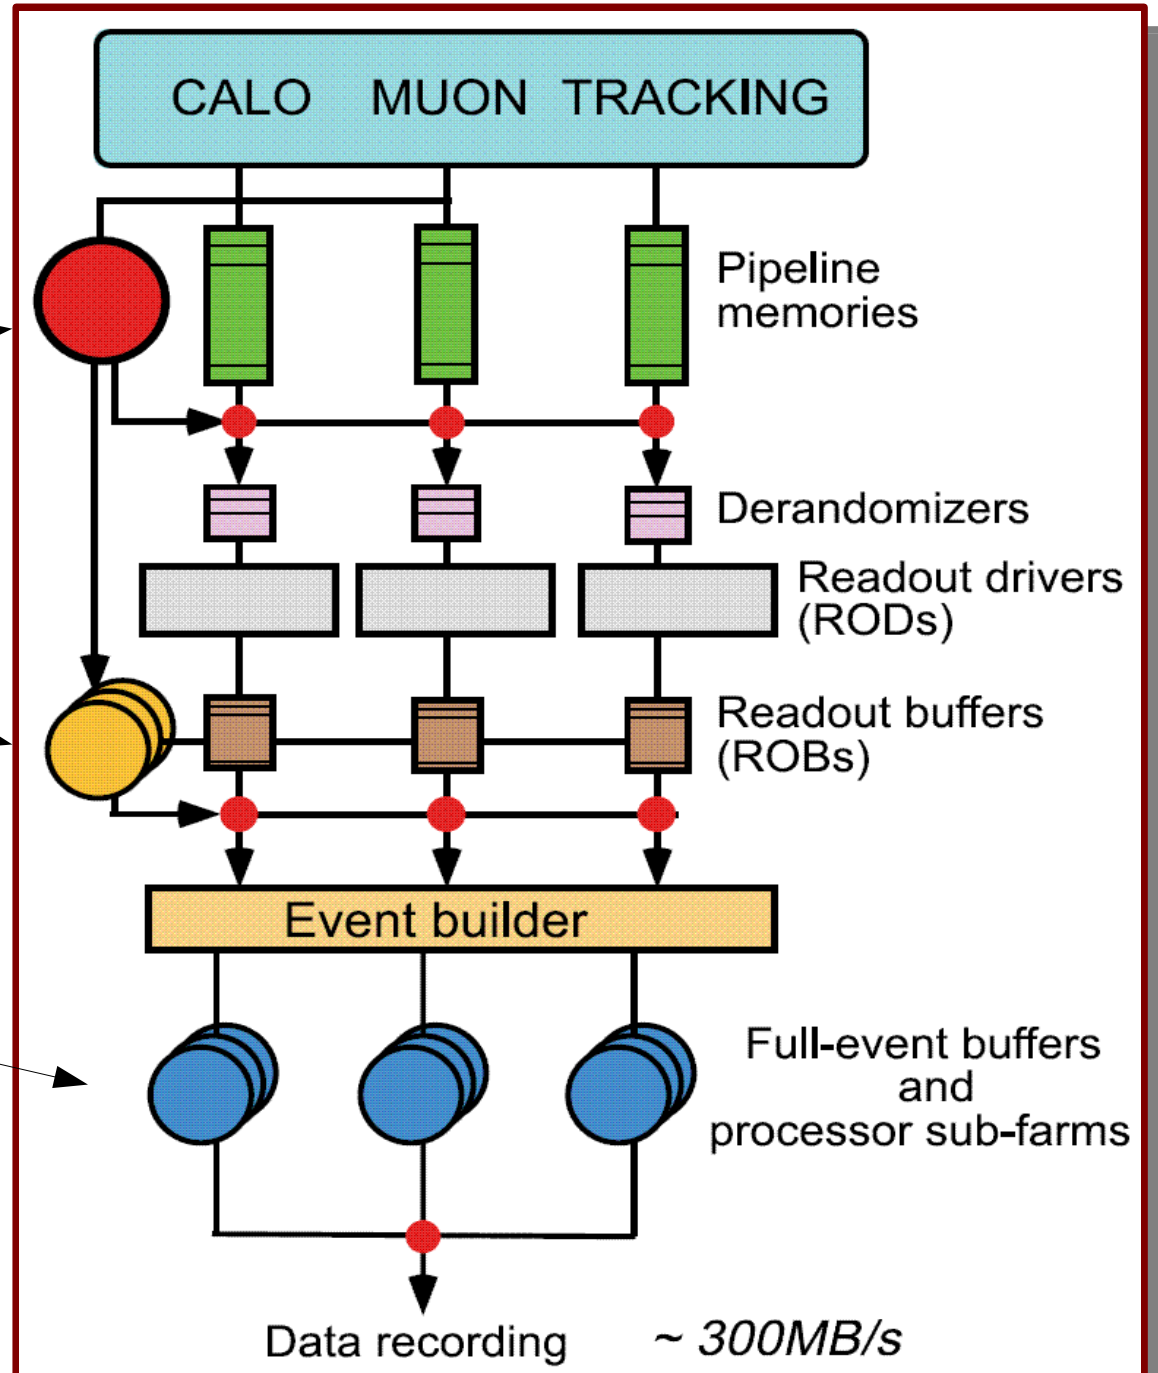 CALO MUON TRACKING
Pipeline
memories
Derandomizers
Readout drivers
(RODs)
Readout buffers
(ROBs)
Event builder
Full-event buffers
and
processor sub-farms
Data recording ~ 300MB/s